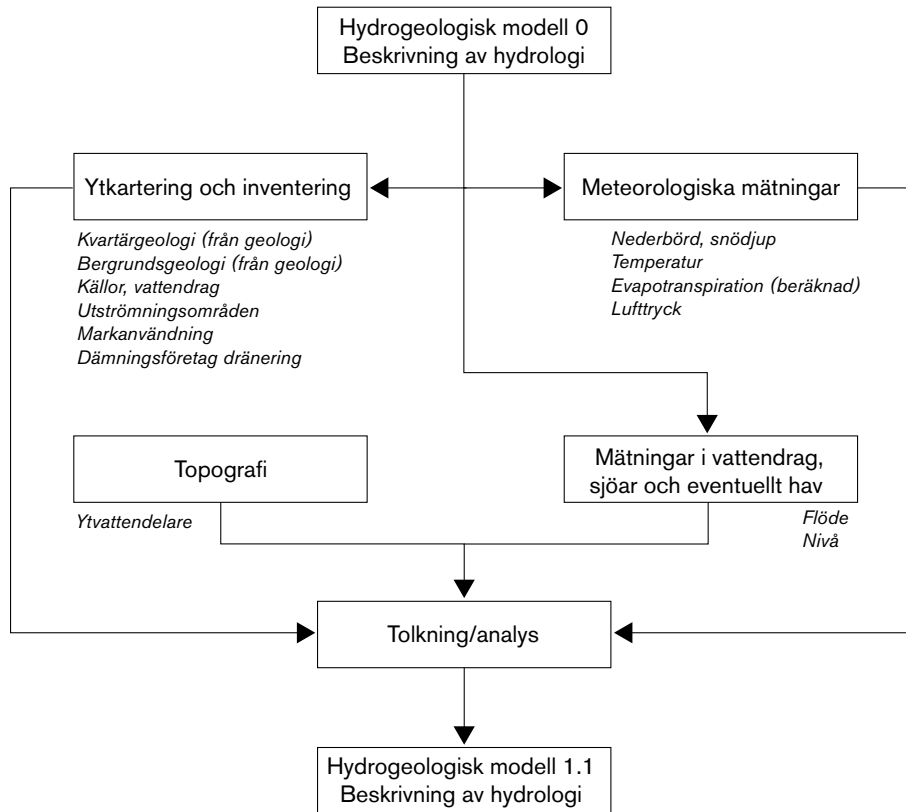 Hydrogeologisk modell 0
Beskrivning av hydrologi
Ytkartering och inventering
Kvartärgeologi (från geologi)
Bergrundsgeologi (från geologi)
Källor, vattendrag
Utströmningsområden
Markanvändning
Dämningsföretag dränering
Meteorologiska mätningar
Nederbörd, snödjup
Temperatur
Evapotranspiration (beräknad)
Lufttryck
Topografi
Ytvattendelare
Mätningar i vattendrag,
sjöar och eventuellt hav
Flöde
Nivå
Tolkning/analys
Hydrogeologisk modell 1.1
Beskrivning av hydrologi